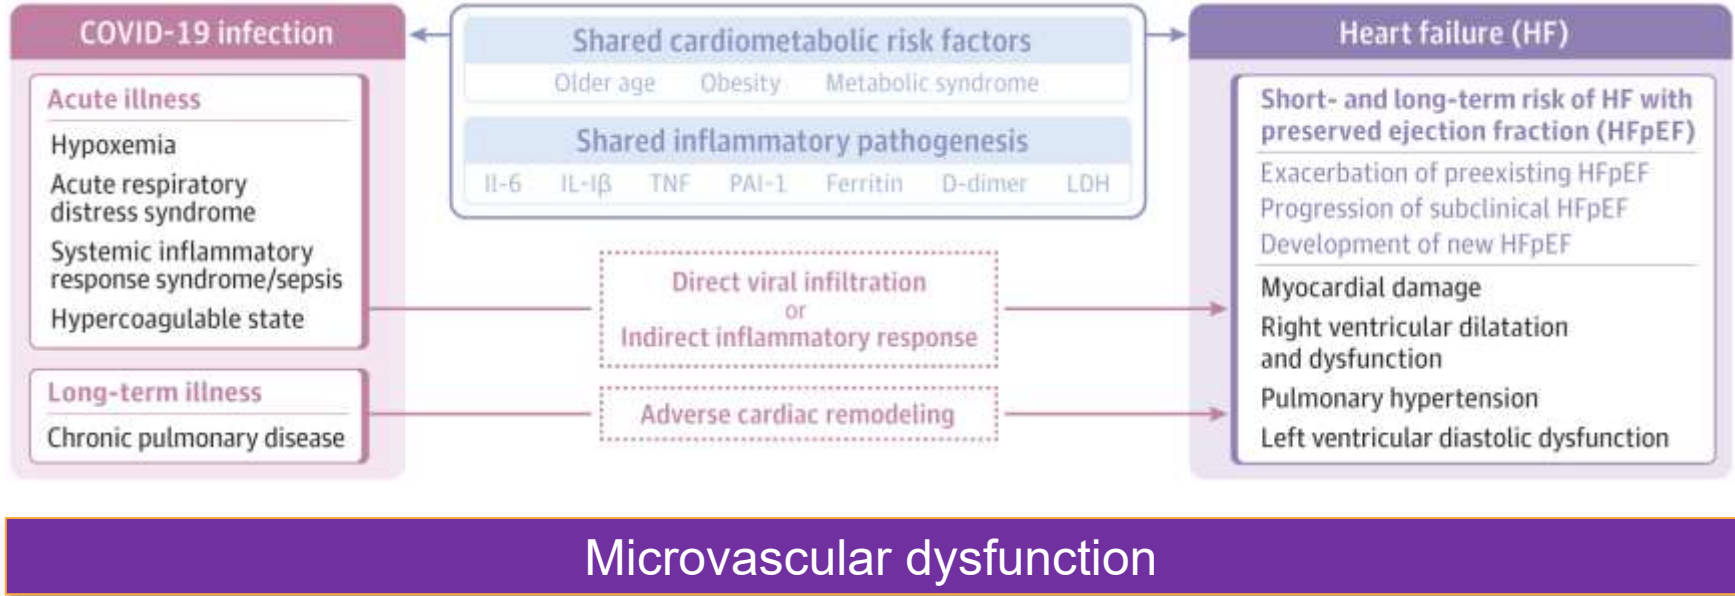 COVID-19 infection
Acute illness
Hypoxemia
Acute respiratory
distress syndrome
Systemic inflammatory
response syndrome/sepsis
Hypercoagulable state
Long-term illness
Chronic pulmonary disease
Shared cardiometabolic risk factors
Older age Obesity Metabolic syndrome
Shared inflammatory pathogenesis
Il-6 IL-Iβ TNF PAI-1 Ferritin D-dimer LDH
Direct viral infiltration
or
Indirect inflammatory response
Adverse cardiac remodeling
Heart failure (HF)
Short- and long-term risk of HF with
preserved ejection fraction (HFpEF)
Exacerbation of preexisting HFpEF
Progression of subclinical HFpEF
Development of new HFpEF
Myocardial damage
Right ventricular dilatation
and dysfunction
Pulmonary hypertension
Left ventricular diastolic dysfunction
Microvascular dysfunction